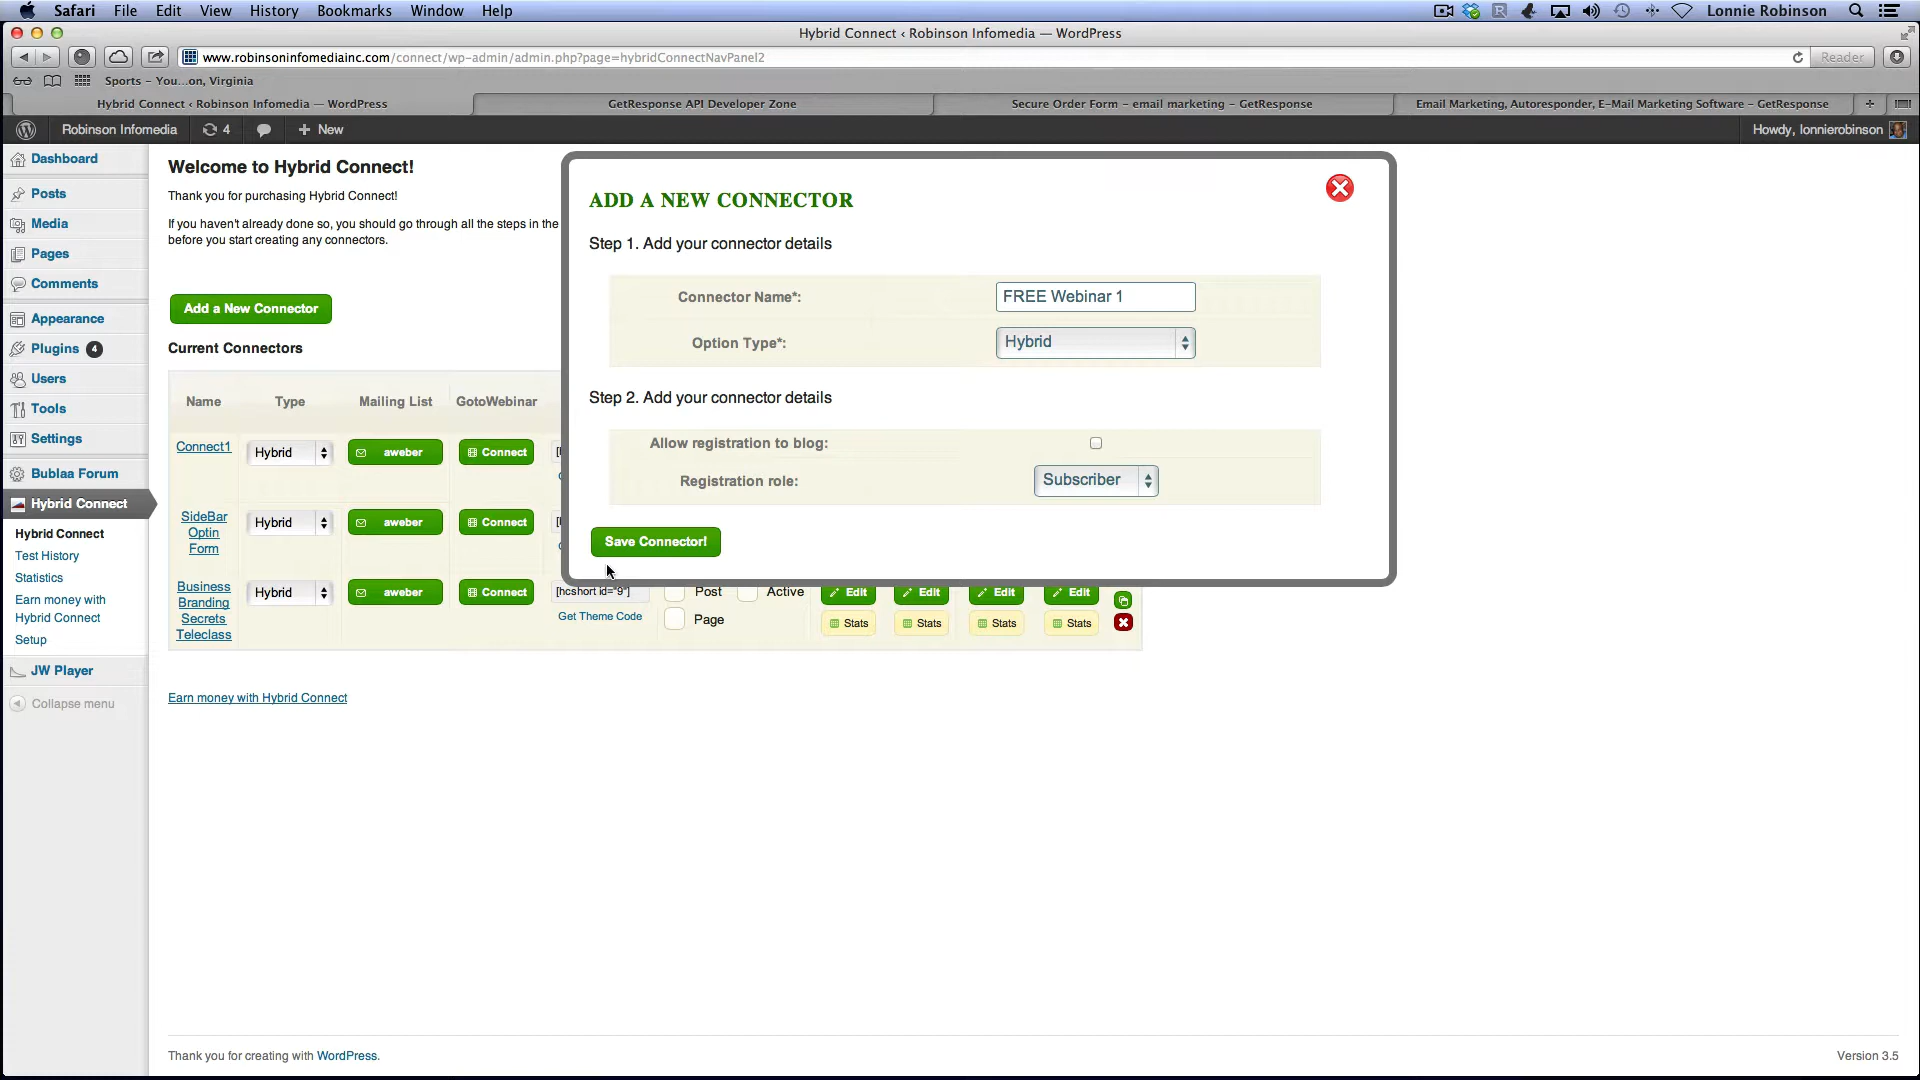 Safari File Edit View History Bookmarks Window Help Lonnie Robinson
Hybrid Connect ‹ Robinson Infomedia — WordPress
www.robinsoninfomediainc.com/connect/wp-admin/admin.php?page=hybridConnectNavPanel2 Reader
Sports – You...on, Virginia
Hybrid Connect ‹ Robinson Infomedia — WordPress GetResponse API Developer Zone Secure Order Form – email marketing – GetResponse Email Marketing, Autoresponder, E-Mail Marketing Software – GetResponse +
Robinson Infomedia 4 + New Howdy, lonnierobinson
Dashboard
Posts
Media
Pages
Comments
Appearance
Plugins 4
Users
Tools
Settings
Bublaa Forum
Hybrid Connect
Hybrid Connect
Test History
Statistics
Earn money with
Hybrid Connect
Setup
JW Player
Collapse menu
Welcome to Hybrid Connect!
Thank you for purchasing Hybrid Connect!
If you haven't already done so, you should go through all the steps in the
before you start creating any connectors.
Add a New Connector
Current Connectors
Name Type Mailing List GotoWebinar
Connect1 Hybrid aweber Connect
SideBar
Optin
Form
Hybrid aweber Connect
Business
Branding
Secrets
Teleclass
Hybrid aweber Connect [hcshort id="9"] Post Active Edit Edit Edit Edit
Get Theme Code Page Stats Stats Stats Stats
ADD A NEW CONNECTOR
Step 1. Add your connector details
Connector Name*: FREE Webinar 1
Option Type*: Hybrid
Step 2. Add your connector details
Allow registration to blog:
Registration role: Subscriber
Save Connector!
Earn money with Hybrid Connect
Thank you for creating with WordPress. Version 3.5